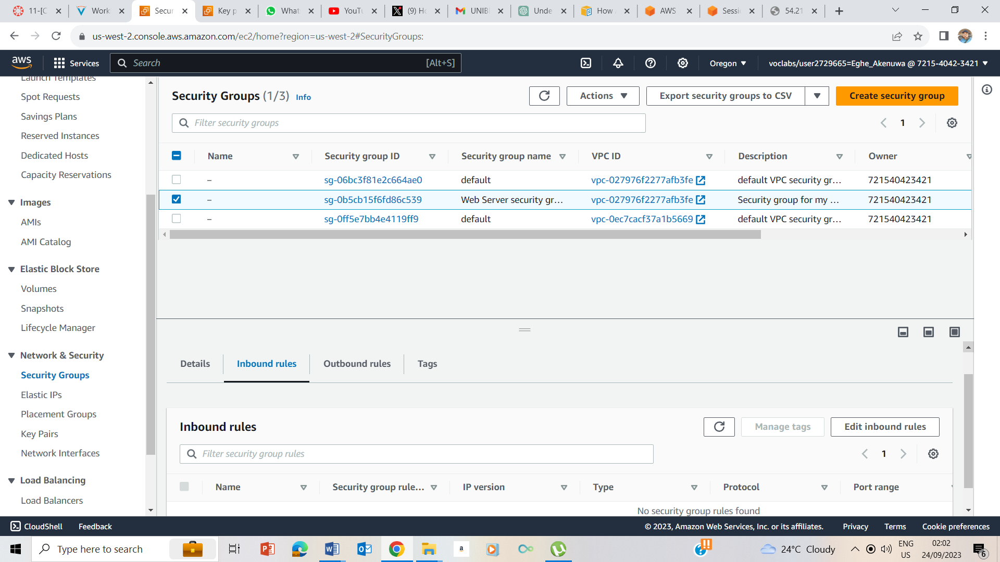 11-[C
Work
Secur
Key p
What
YouTu
(9) Ho
UNIBI
Unde
How
AWS
Sessi
54.21
us-west-2.console.aws.amazon.com/ec2/home?region=us-west-2#SecurityGroups:
aws
Services
Search
[Alt+S]
Oregon
voclabs/user2729665=Eghe_Akenuwa @ 7215-4042-3421
Launch Templates
Spot Requests
Savings Plans
Reserved Instances
Dedicated Hosts
Capacity Reservations
Images
AMIs
AMI Catalog
Elastic Block Store
Volumes
Snapshots
Lifecycle Manager
Network & Security
Security Groups
Elastic IPs
Placement Groups
Key Pairs
Network Interfaces
Load Balancing
Load Balancers
Security Groups (1/3) Info
Actions
Export security groups to CSV
Create security group
Filter security groups
1
Name Security group ID Security group name VPC ID Description Owner
– sg-06bc3f81e2c664ae0 default vpc-027976f2277afb3fe default VPC security gr... 721540423421
– sg-0b5cb15f6fd86c539 Web Server security gr... vpc-027976f2277afb3fe Security group for my ... 721540423421
– sg-0ff5e7bb4e4119ff9 default vpc-0ec7cacf37a1b5669 default VPC security gr... 721540423421
Details
Inbound rules
Outbound rules
Tags
Inbound rules
Manage tags
Edit inbound rules
Filter security group rules
1
Name Security group rule... IP version Type Protocol Port range
No security group rules found
CloudShell
Feedback
© 2023, Amazon Web Services, Inc. or its affiliates.
Privacy
Terms
Cookie preferences
Type here to search
24°C Cloudy
ENG
US
02:02
24/09/2023
6